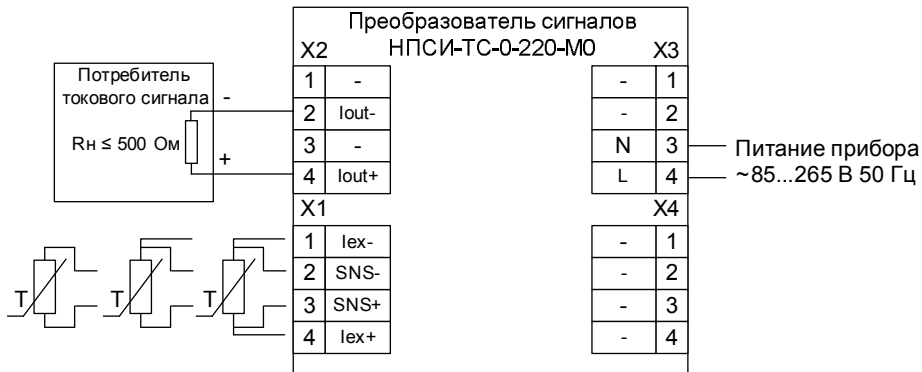 Преобразователь сигналов
НПСИ-ТС-0-220-М0
X2
X3
Потребитель
токового сигнала
Rн ≤ 500 Ом
-
+
1 -
2 Iout-
3 -
4 Iout+
- 1
- 2
N 3
L 4
Питание прибора
~85...265 В 50 Гц
X1
X4
1 Iex-
2 SNS-
3 SNS+
4 Iex+
- 1
- 2
- 3
- 4
T
T
T